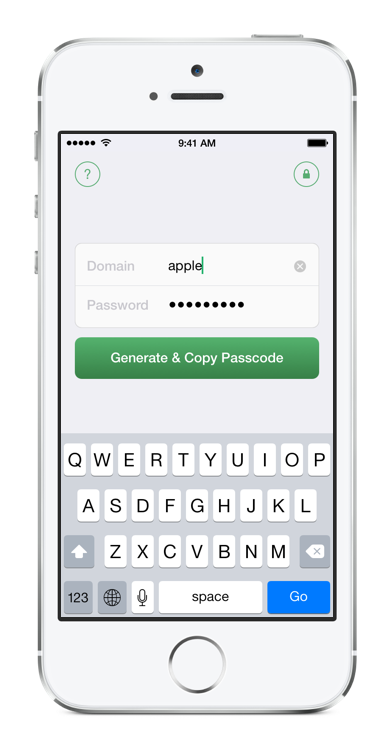 9:41 AM
?
Domain apple
Password •••••••••
Generate & Copy Passcode
Q W E R T Y U I O P
A S D F G H J K L
Z X C V B N M
123 space Go